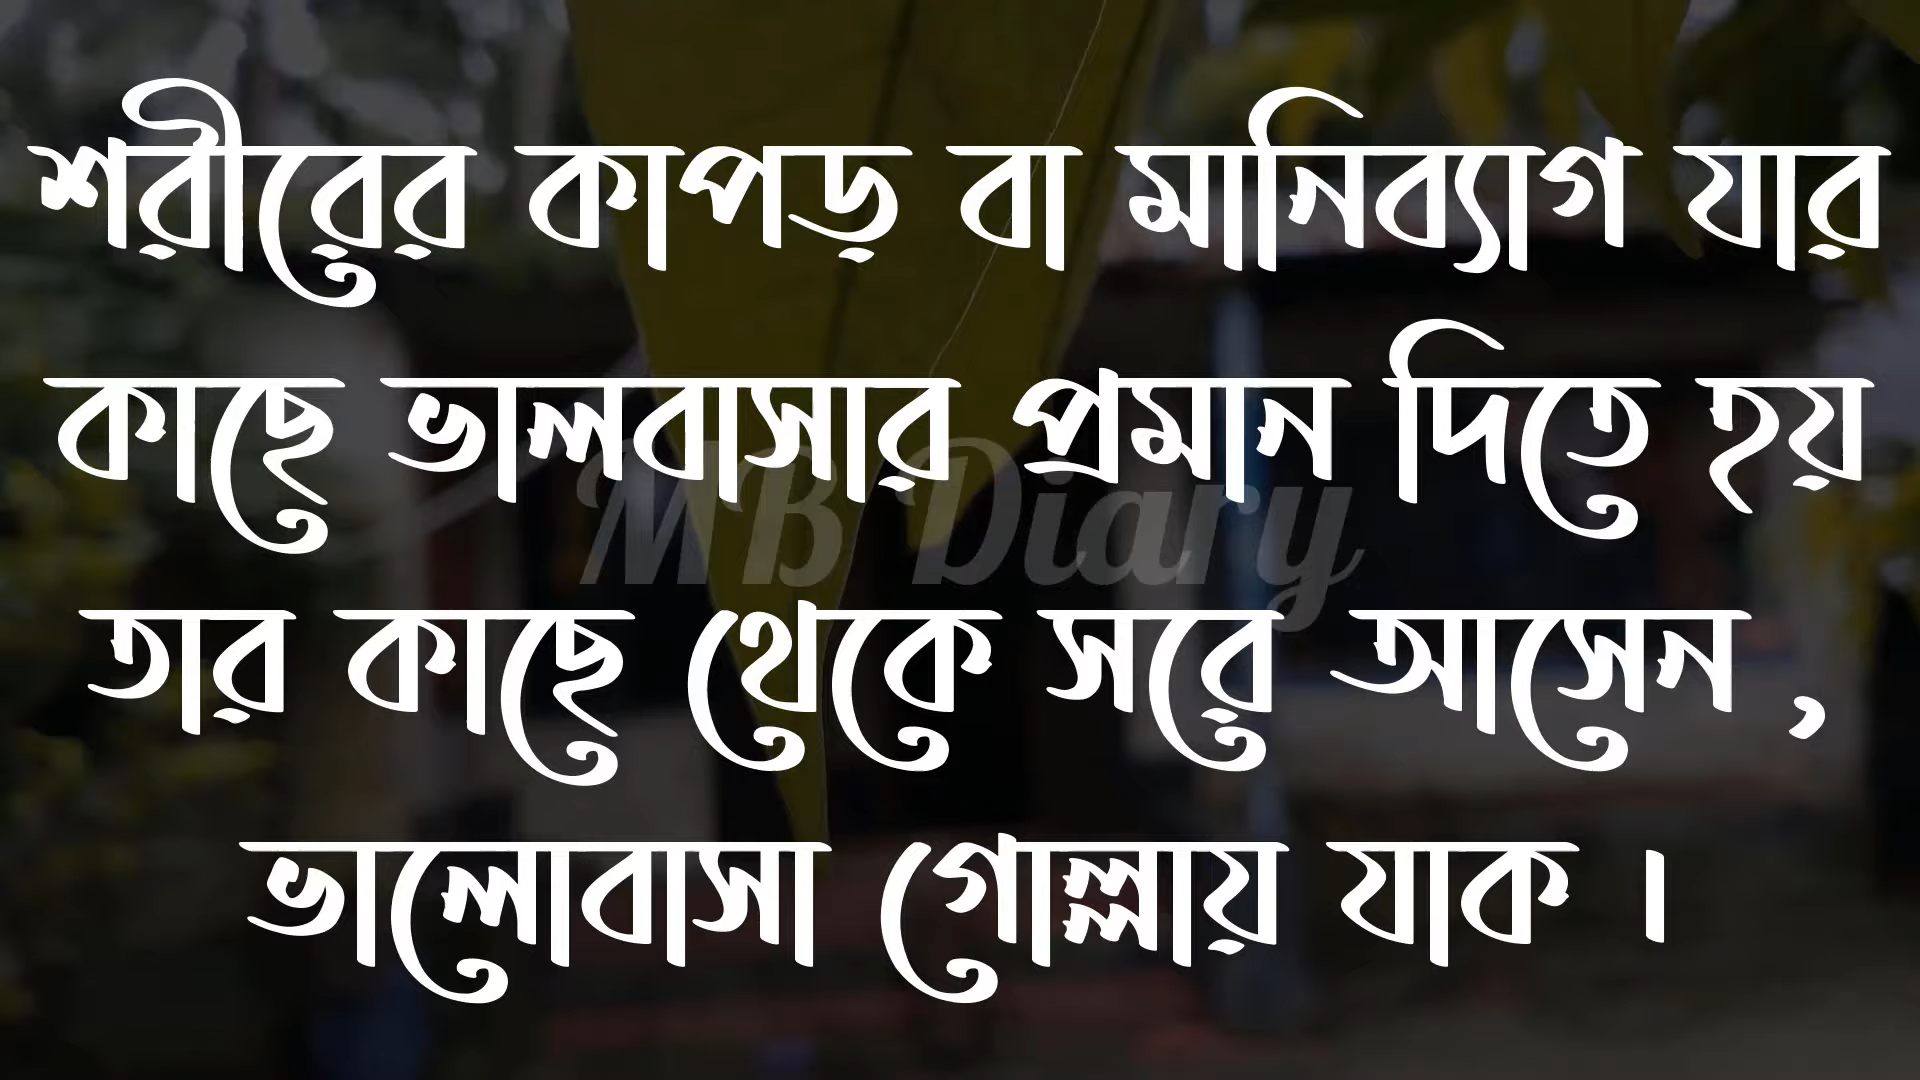 শরীরের কাপড় বা মানিব্যাগ যার
কাছে ভালবাসার প্রমান দিতে হয়
MB Diary
তার কাছে থেকে সরে আসেন ,
ভালোবাসা গোল্লায় যাক ।